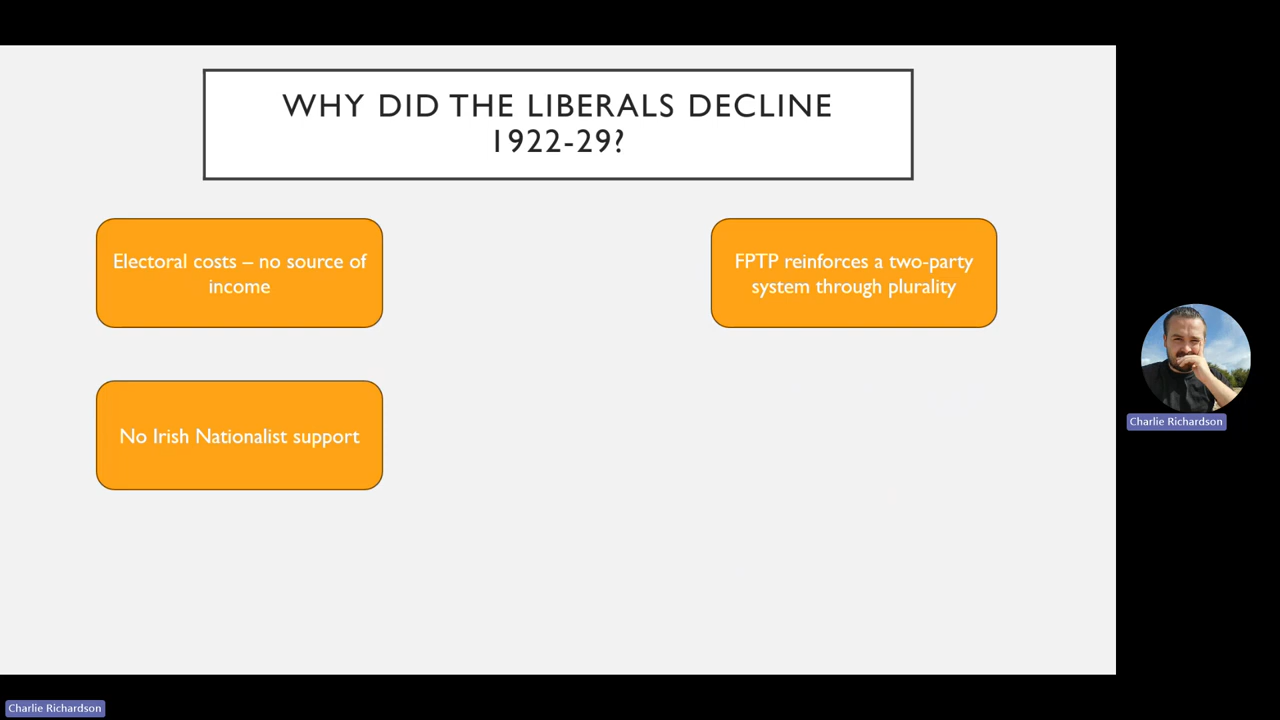 WHY DID THE LIBERALS DECLINE
1922-29?
Electoral costs – no source of
income
FPTP reinforces a two-party
system through plurality
No Irish Nationalist support
Charlie Richardson
Charlie Richardson